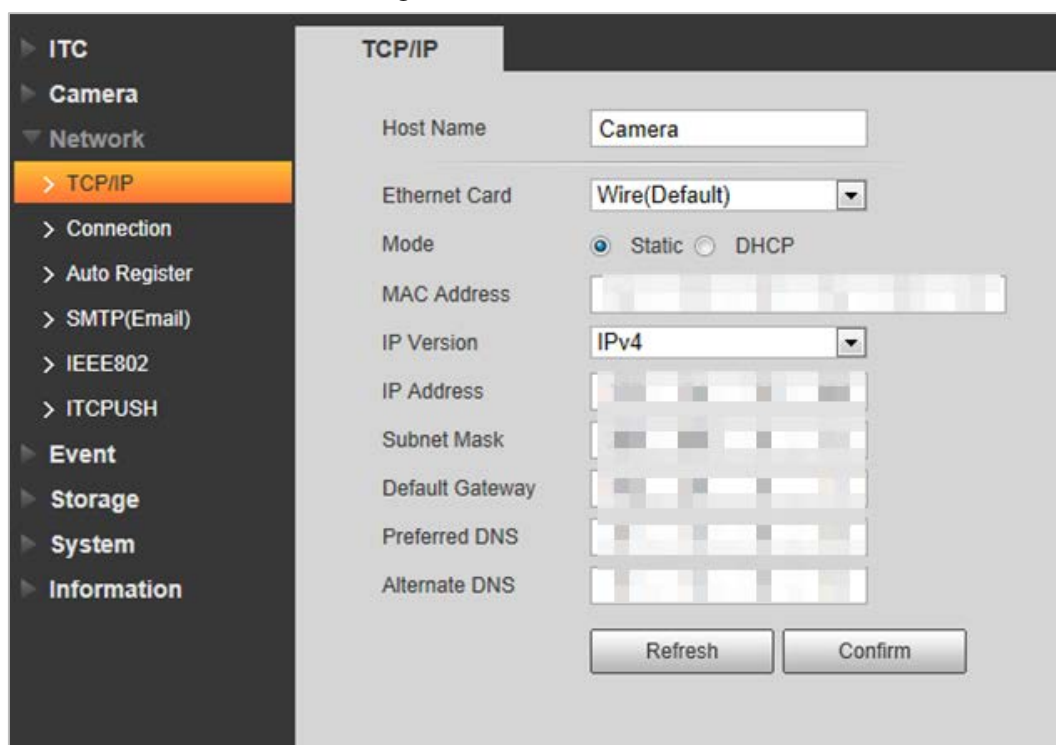 ITC
Camera
Network
TCP/IP
Connection
Auto Register
SMTP(Email)
IEEE802
ITCPUSH
Event
Storage
System
Information
TCP/IP
Host Name Camera
Ethernet Card Wire(Default)
Mode Static DHCP
MAC Address
IP Version IPv4
IP Address
Subnet Mask
Default Gateway
Preferred DNS
Alternate DNS
Refresh Confirm